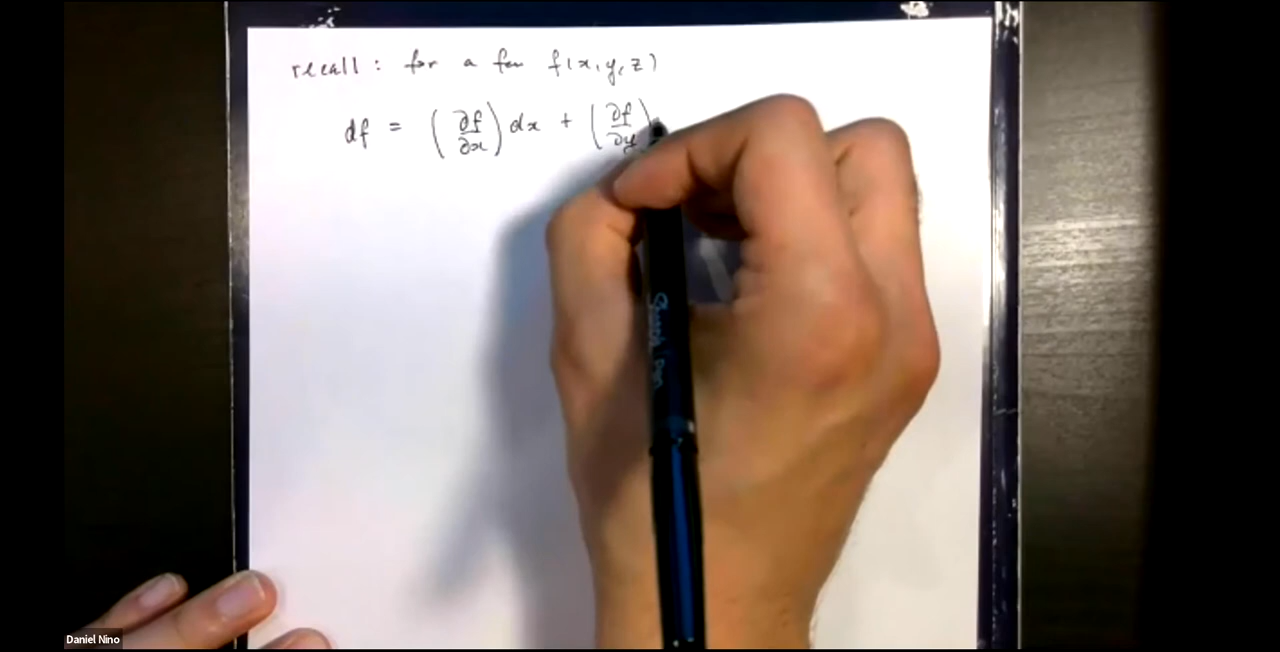 recall : for a fcn f(x, y, z)
df = (∂f/∂x) dx + (∂f/∂y)
Daniel Nino